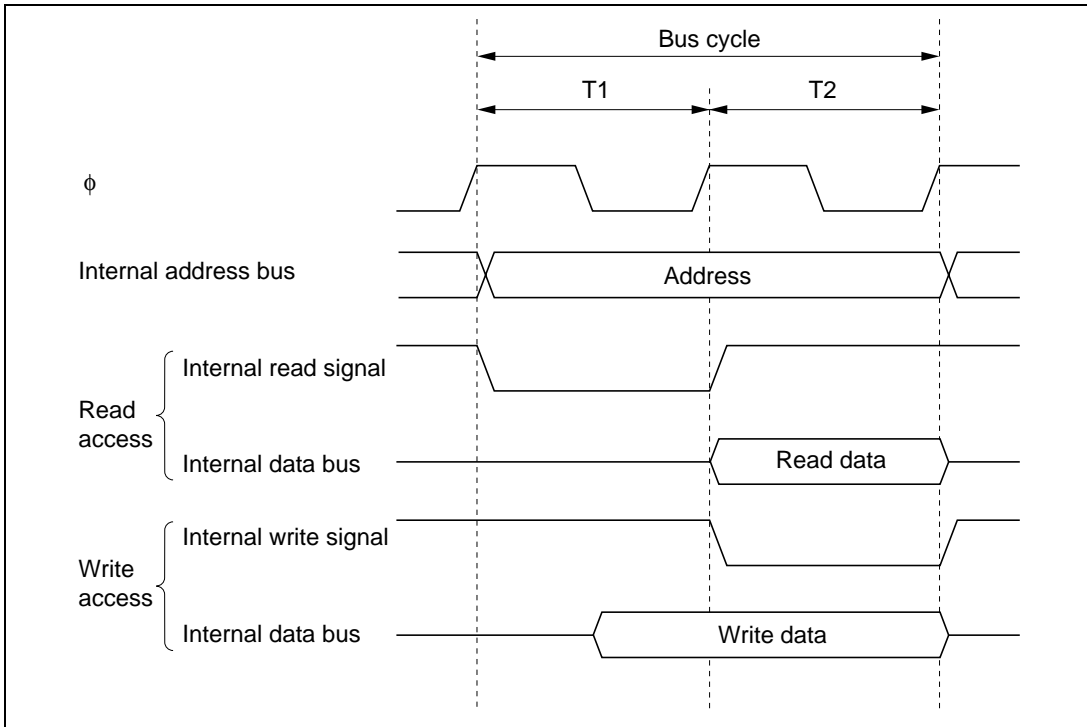 Bus cycle
T1 T2
ϕ
Internal address bus Address
Internal read signal
Read
access
Internal data bus Read data
Internal write signal
Write
access
Internal data bus Write data